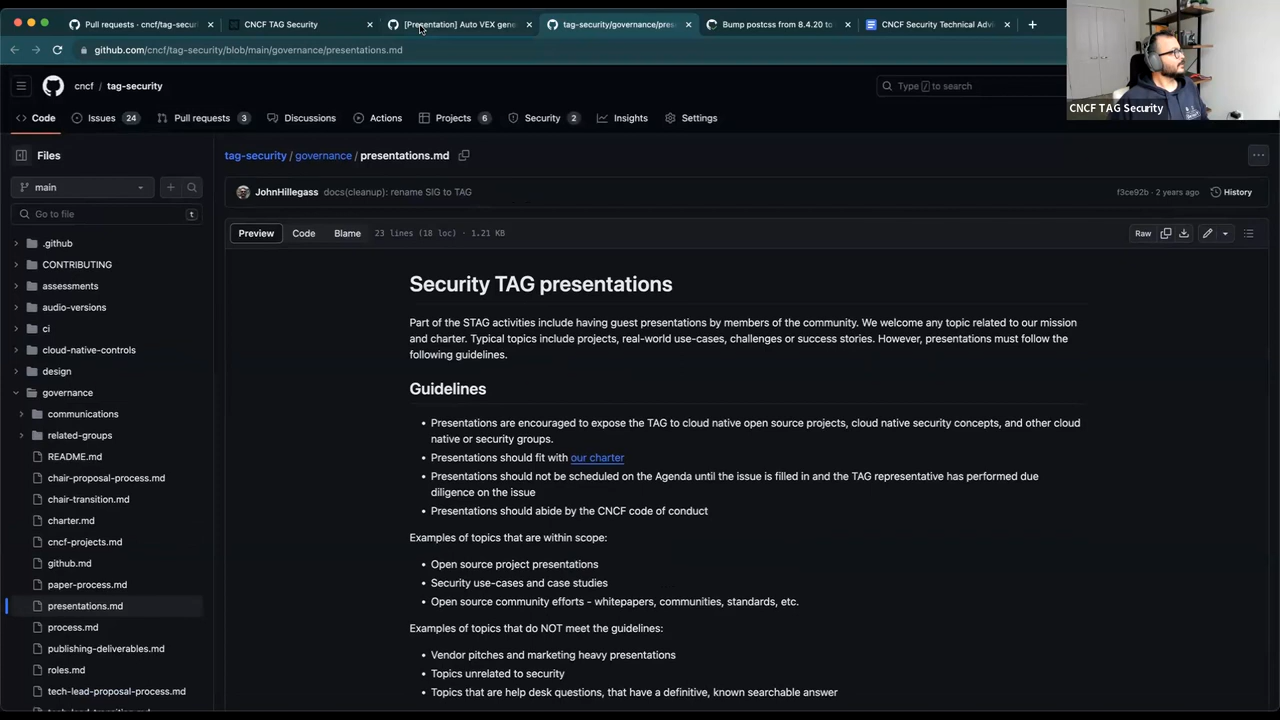 Pull requests · cncf/tag-securi
CNCF TAG Security
[Presentation] Auto VEX gene
tag-security/governance/pres
Bump postcss from 8.4.20 to
CNCF Security Technical Advi
github.com/cncf/tag-security/blob/main/governance/presentations.md
CNCF TAG Security
cncf / tag-security
Type / to search
Code
Issues 24
Pull requests 3
Discussions
Actions
Projects 6
Security 2
Insights
Settings
Files
tag-security / governance / presentations.md
main
JohnHillegass docs(cleanup): rename SIG to TAG
f3ce92b · 2 years ago
History
Go to file
t
Preview
Code
Blame
23 lines (18 loc) · 1.21 KB
Raw
.github
CONTRIBUTING
assessments
audio-versions
ci
cloud-native-controls
design
governance
communications
related-groups
README.md
chair-proposal-process.md
chair-transition.md
charter.md
cncf-projects.md
github.md
paper-process.md
presentations.md
process.md
publishing-deliverables.md
roles.md
tech-lead-proposal-process.md
tech-lead-transition.md
Security TAG presentations
Part of the STAG activities include having guest presentations by members of the community. We welcome any topic related to our mission
and charter. Typical topics include projects, real-world use-cases, challenges or success stories. However, presentations must follow the
following guidelines.
Guidelines
• Presentations are encouraged to expose the TAG to cloud native open source projects, cloud native security concepts, and other cloud
native or security groups.
• Presentations should fit with our charter
• Presentations should not be scheduled on the Agenda until the issue is filled in and the TAG representative has performed due
diligence on the issue
• Presentations should abide by the CNCF code of conduct
Examples of topics that are within scope:
• Open source project presentations
• Security use-cases and case studies
• Open source community efforts - whitepapers, communities, standards, etc.
Examples of topics that do NOT meet the guidelines:
• Vendor pitches and marketing heavy presentations
• Topics unrelated to security
• Topics that are help desk questions, that have a definitive, known searchable answer